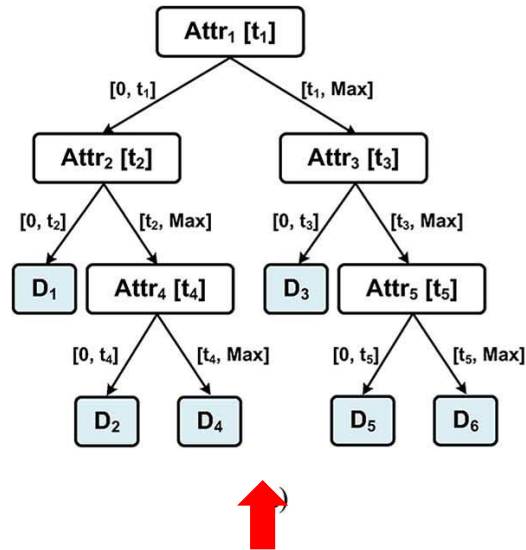 Attr₁ [t₁]
[0, t₁] [t₁, Max]
Attr₂ [t₂] Attr₃ [t₃]
[0, t₂] [t₂, Max] [0, t₃] [t₃, Max]
D₁ Attr₄ [t₄] D₃ Attr₅ [t₅]
[0, t₄] [t₄, Max] [0, t₅] [t₅, Max]
D₂ D₄ D₅ D₆
)